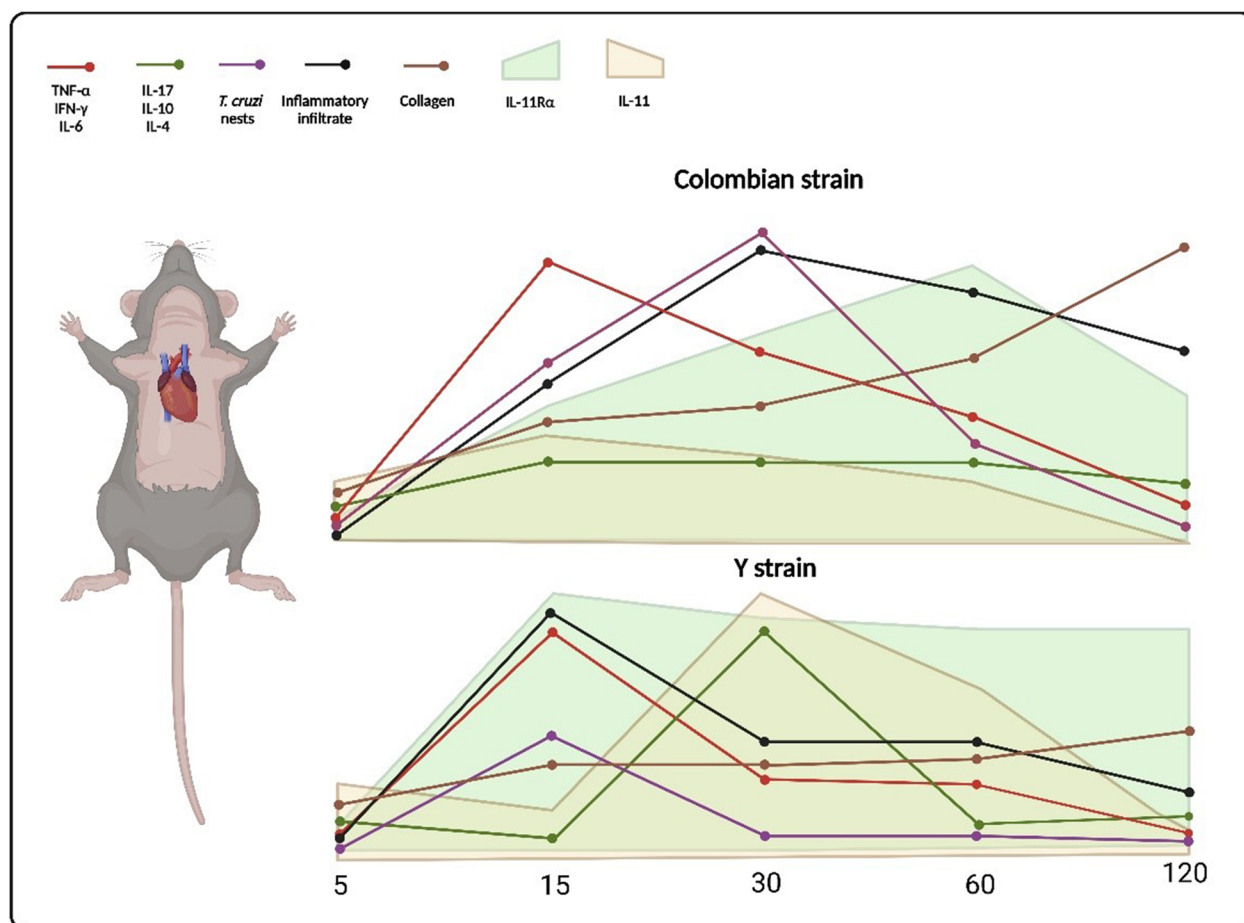 TNF-α
IFN-γ
IL-6
IL-17
IL-10
IL-4
T. cruzi
nests
Inflammatory
infiltrate
Collagen
IL-11Rα
IL-11
Colombian strain
Y strain
5
15
30
60
120